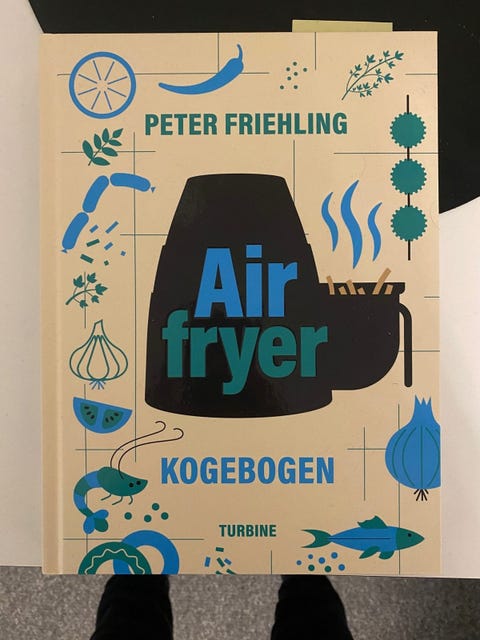 PETER FRIEHLING
Air
fryer
KOGEBOGEN
TURBINE